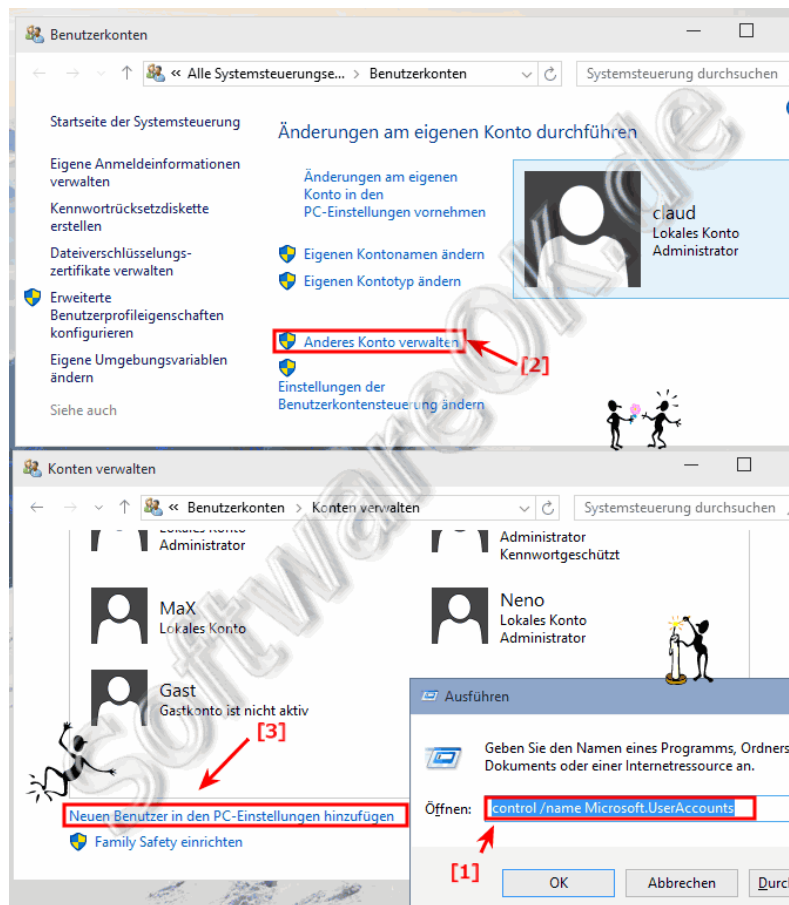 Benutzerkonten
« Alle Systemsteuerungse... > Benutzerkonten
Systemsteuerung durchsuchen
Startseite der Systemsteuerung
Eigene Anmeldeinformationen
verwalten
Kennwortrücksetzdiskette
erstellen
Dateiverschlüsselungs-
zertifikate verwalten
Erweiterte
Benutzerprofileigenschaften
konfigurieren
Eigene Umgebungsvariablen
ändern
Siehe auch
Änderungen am eigenen Konto durchführen
Änderungen am eigenen
Konto in den
PC-Einstellungen vornehmen
Eigenen Kontonamen ändern
Eigenen Kontotyp ändern
Anderes Konto verwalten
[2]
Einstellungen der
Benutzerkontensteuerung ändern
claud
Lokales Konto
Administrator
SoftwareOK.de
Konten verwalten
« Benutzerkonten > Konten verwalten
Systemsteuerung durchsuchen
Lokales Konto
Administrator
Administrator
Kennwortgeschützt
MaX
Lokales Konto
Neno
Lokales Konto
Administrator
Gast
Gastkonto ist nicht aktiv
[3]
Neuen Benutzer in den PC-Einstellungen hinzufügen
Family Safety einrichten
Ausführen
Geben Sie den Namen eines Programms, Ordners
Dokuments oder einer Internetressource an.
Öffnen:
control /name Microsoft.UserAccounts
[1]
OK
Abbrechen
Durc